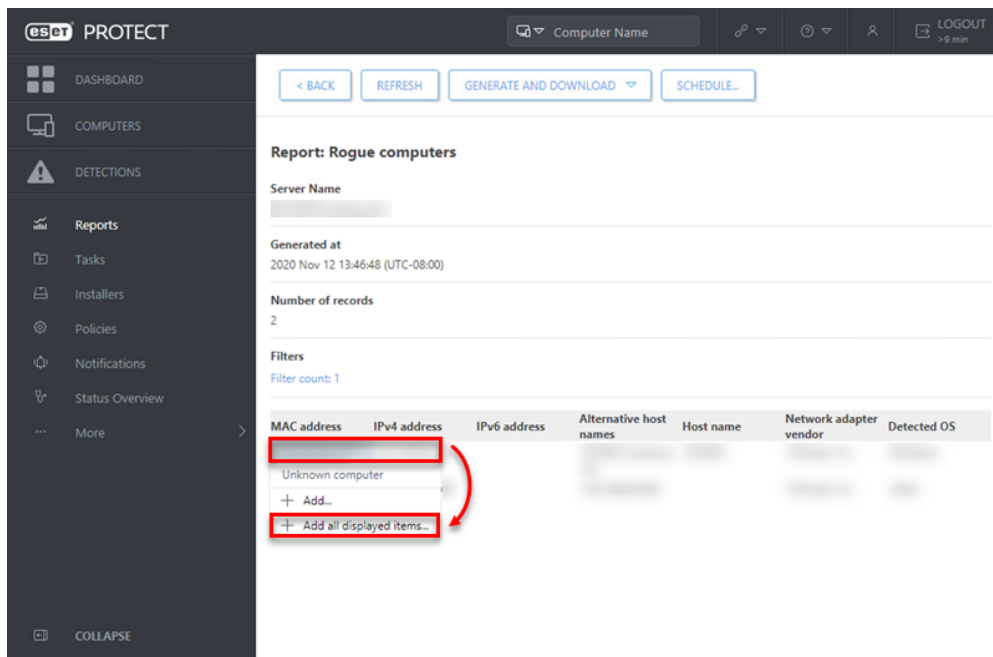 eset PROTECT
Computer Name
LOGOUT
>9 min
DASHBOARD
COMPUTERS
DETECTIONS
Reports
Tasks
Installers
Policies
Notifications
Status Overview
More
COLLAPSE
< BACK
REFRESH
GENERATE AND DOWNLOAD
SCHEDULE...
Report: Rogue computers
Server Name
Generated at
2020 Nov 12 13:46:48 (UTC-08:00)
Number of records
2
Filters
Filter count: 1
MAC address IPv4 address IPv6 address Alternative host names Host name Network adapter vendor Detected OS
Unknown computer
Add...
Add all displayed items...